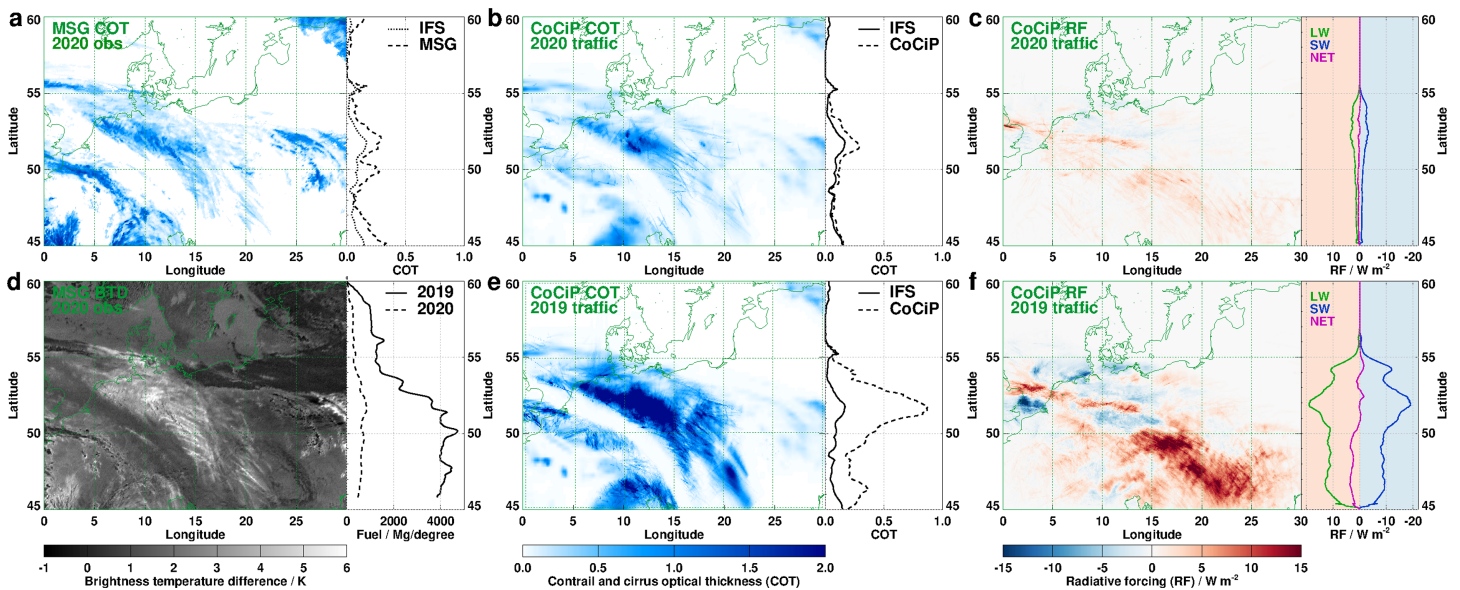 a
MSG COT
2020 obs
IFS
MSG
60
55
50
45
Latitude
0 5 10 15 20 25 0.0 0.5 1.0
Longitude COT
b
CoCiP COT
2020 traffic
IFS
CoCiP
60
55
50
45
60
55
50
45
Latitude
0 5 10 15 20 25 0.0 0.5 1.0
Longitude COT
c
CoCiP RF
2020 traffic
LW
SW
NET
60
55
50
45
60
55
50
45
Latitude
Latitude
0 5 10 15 20 25 30 10 0 -10 -20
Longitude RF / W m-2
d
MSG BTD
2020 obs
2019
2020
60
55
50
45
Latitude
0 5 10 15 20 25 0 2000 4000
Longitude Fuel / Mg/degree
e
CoCiP COT
2019 traffic
IFS
CoCiP
60
55
50
45
60
55
50
45
Latitude
0 5 10 15 20 25 0.0 0.5 1.0
Longitude COT
f
CoCiP RF
2019 traffic
LW
SW
NET
60
55
50
45
60
55
50
45
Latitude
Latitude
0 5 10 15 20 25 30 10 0 -10 -20
Longitude RF / W m-2
-1 0 1 2 3 4 5 6
Brightness temperature difference / K
0.0 0.5 1.0 1.5 2.0
Contrail and cirrus optical thickness (COT)
-15 -10 -5 0 5 10 15
Radiative forcing (RF) / W m-2